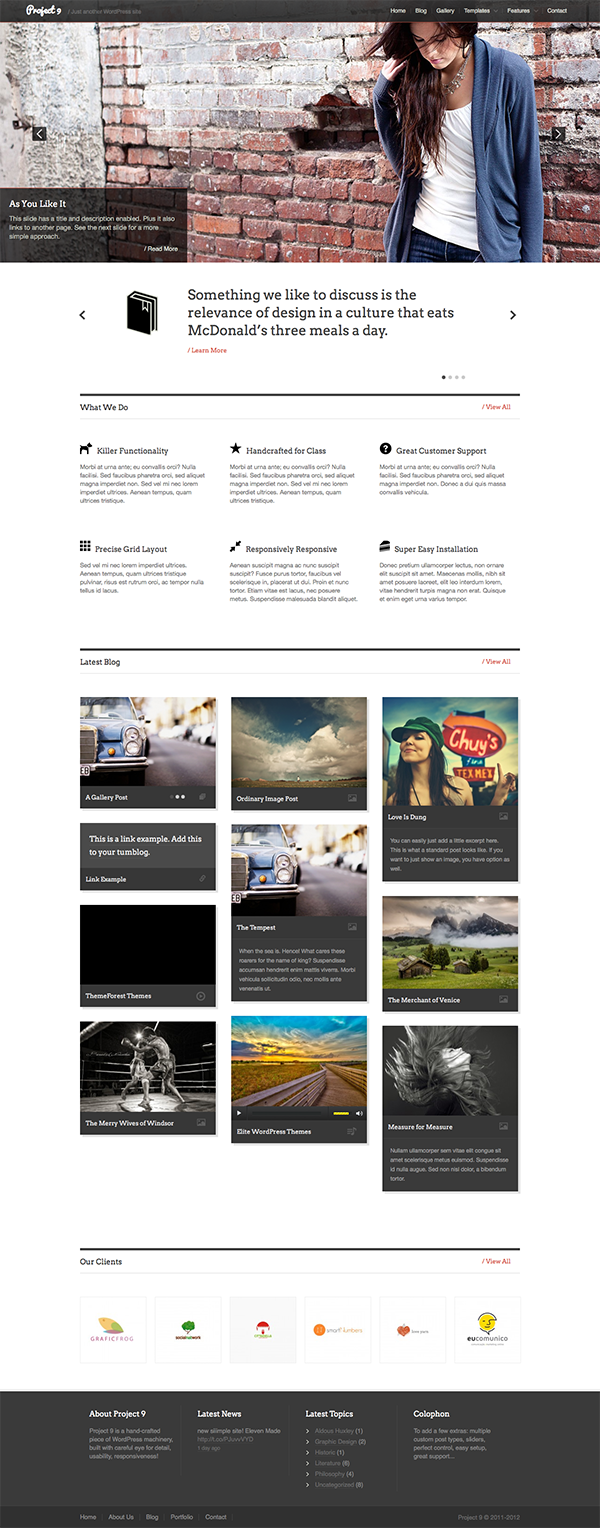 Project 9
/ Just another WordPress site
Home
Blog
Gallery
Templates
Features
Contact
As You Like It
This slide has a title and description enabled. Plus it also
links to another page. See the next slide for a more
simple approach.
/ Read More
Something we like to discuss is the
relevance of design in a culture that eats
McDonald's three meals a day.
/ Learn More
What We Do
/ View All
Killer Functionality
Morbi at urna ante; eu convallis orci? Nulla
facilisi. Sed faucibus pharetra orci, sed aliquet
magna imperdiet non. Sed vel mi nec lorem
imperdiet ultrices. Aenean tempus, quam
ultrices tristique.
Handcrafted for Class
Morbi at urna ante; eu convallis orci? Nulla
facilisi. Sed faucibus pharetra orci, sed aliquet
magna imperdiet non. Sed vel mi nec lorem
imperdiet ultrices. Aenean tempus, quam
ultrices tristique.
Great Customer Support
Morbi at urna ante; eu convallis orci? Nulla
facilisi. Sed faucibus pharetra orci, sed aliquet
magna imperdiet non. Donec a dui quis massa
convallis vehicula.
Precise Grid Layout
Sed vel mi nec lorem imperdiet ultrices.
Aenean tempus, quam ultrices tristique
pulvinar, risus est rutrum orci, ac tempor nulla
tellus id lacus.
Responsively Responsive
Aenean suscipit magna ac nunc suscipit
suscipit? Fusce purus tortor, faucibus vel
scelerisque in, placerat ut dui. Proin et nunc
tortor. Etiam vitae est lacus, nec posuere
metus. Suspendisse malesuada blandit aliquet.
Super Easy Installation
Donec pretium ullamcorper lectus, non ornare
elit suscipit sit amet. Maecenas mollis, nibh sit
amet posuere laoreet, elit leo interdum lorem,
vitae hendrerit turpis magna non erat. Quisque
et enim eget urna varius tempor.
Latest Blog
/ View All
A Gallery Post
Ordinary Image Post
Chuy's
fine
TEX MEX
Love Is Dung
You can easily just add a little excerpt here.
This is what a standard post looks like. If you
want to just show an image, you have option as
well.
This is a link example. Add this
to your tumblog.
Link Example
EB
The Tempest
When the sea is. Hence! What cares these
roarers for the name of king? Suspendisse
accumsan hendrerit enim mattis viverra. Morbi
vehicula sollicitudin odio, nec mollis ante
venenatis ut.
ThemeForest Themes
The Merchant of Venice
The Merry Wives of Windsor
Elite WordPress Themes
Measure for Measure
Nullam ullamcorper sem vitae elit congue sit
amet scelerisque metus euismod. Suspendisse
id nulla augue. Sed non nisl dolor, a bibendum
tortor.
Our Clients
/ View All
GRAFICFROG
socialnetwork
eucomunico
About Project 9
Project 9 is a hand-crafted
piece of WordPress machinery,
built with careful eye for detail,
usability, responsiveness!
Latest News
new siiimple site! Eleven Made
1 day ago
Latest Topics
Aldous Huxley (1)
Graphic Design (2)
Historic (1)
Literature (6)
Philosophy (4)
Uncategorized (8)
Colophon
To add a few extras: multiple
custom post types, sliders,
perfect control, easy setup,
great support...
Home
About Us
Blog
Portfolio
Contact
Project 9 © 2011-2012